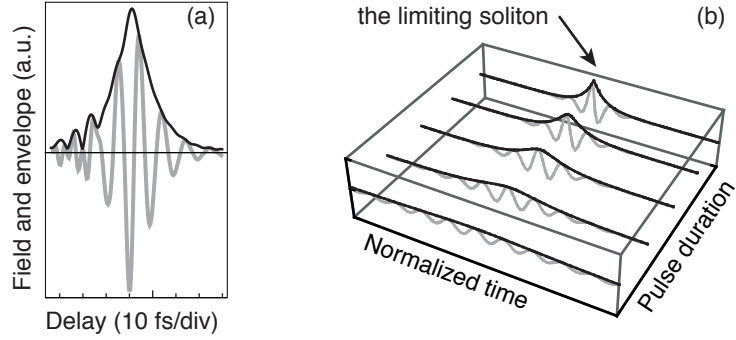 (a)
Field and envelope (a.u.)
Delay (10 fs/div)
the limiting soliton
(b)
Normalized time
Pulse duration